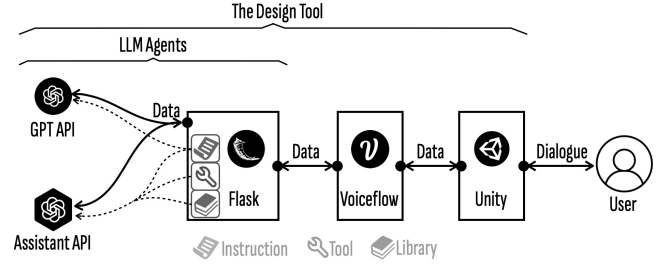 The Design Tool
LLM Agents
Data
GPT API
Data
Data
Dialogue
Flask
Voiceflow
Unity
User
Assistant API
Instruction
Tool
Library